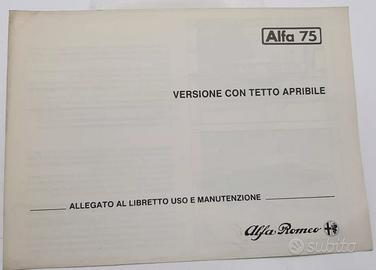 Alfa 75
VERSIONE CON TETTO APRIBILE
ALLEGATO AL LIBRETTO USO E MANUTENZIONE
Alfa Romeo
subito